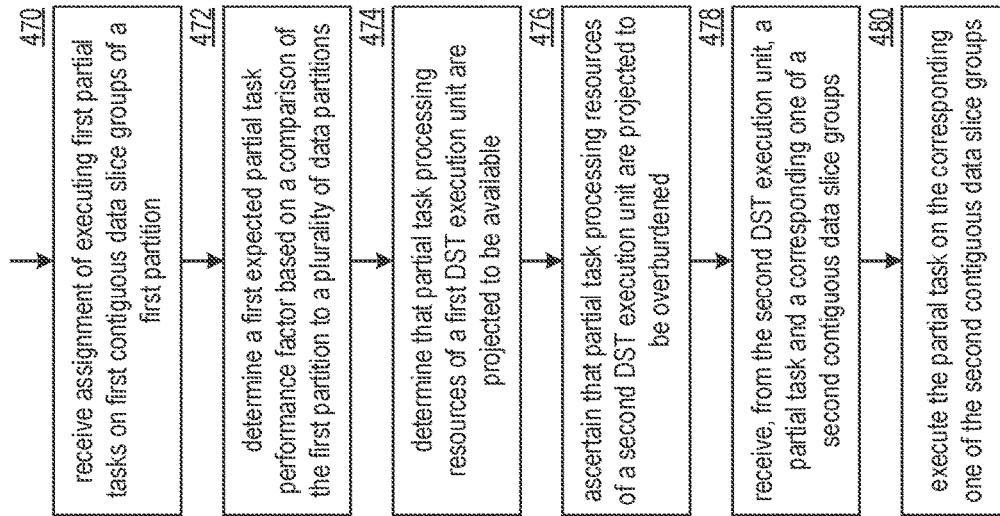 470
receive assignment of executing first partial
tasks on first contiguous data slice groups of a
first partition
472
determine a first expected partial task
performance factor based on a comparison of
the first partition to a plurality of data partitions
474
determine that partial task processing
resources of a first DST execution unit are
projected to be available
476
ascertain that partial task processing resources
of a second DST execution unit are projected to
be overburdened
478
receive, from the second DST execution unit, a
partial task and a corresponding one of a
second contiguous data slice groups
480
execute the partial task on the corresponding
one of the second contiguous data slice groups